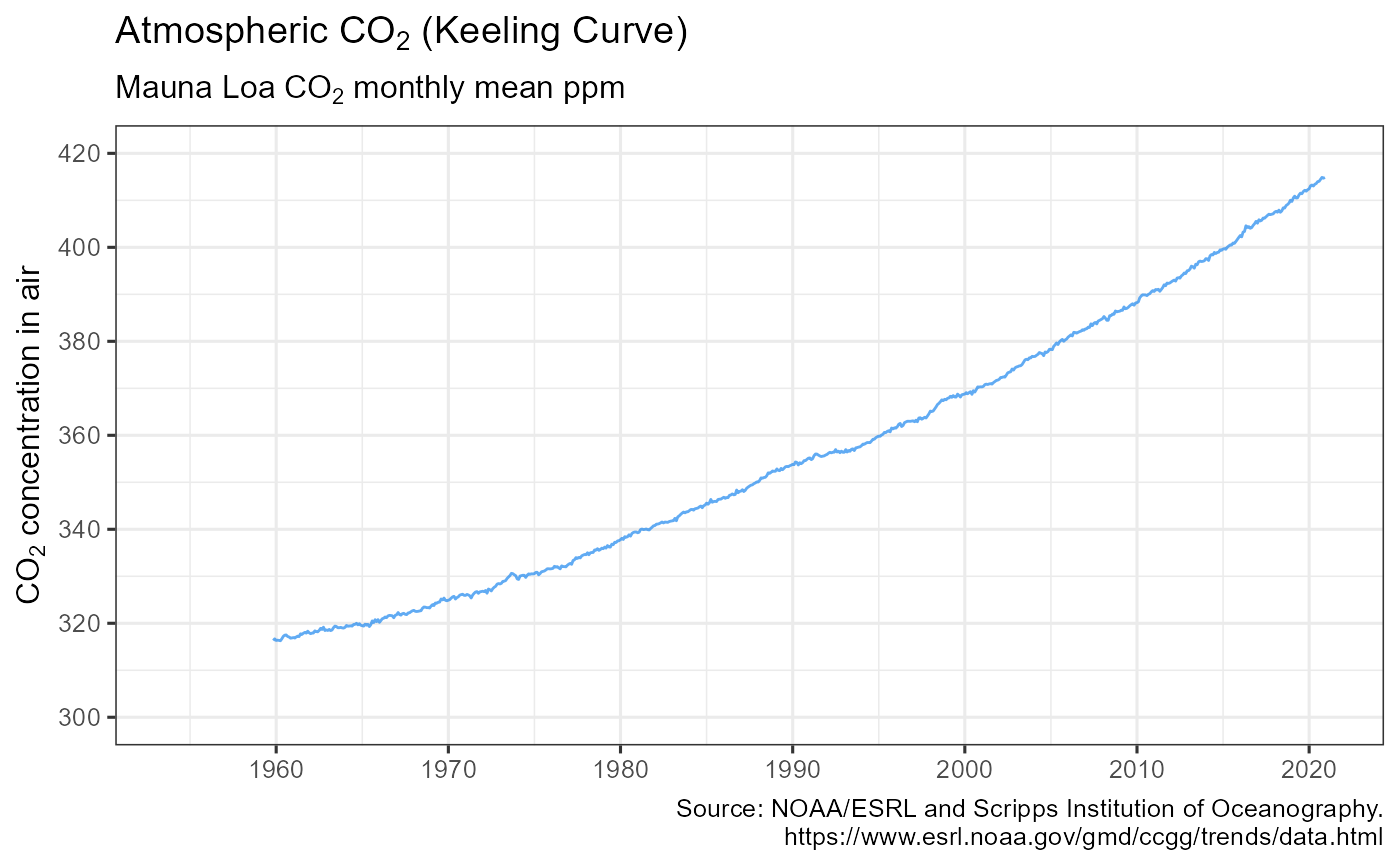 Atmospheric CO₂ (Keeling Curve)
Mauna Loa CO₂ monthly mean ppm
CO₂ concentration in air
420
400
380
360
340
320
300
1960
1970
1980
1990
2000
2010
2020
Source: NOAA/ESRL and Scripps Institution of Oceanography.
https://www.esrl.noaa.gov/gmd/ccgg/trends/data.html